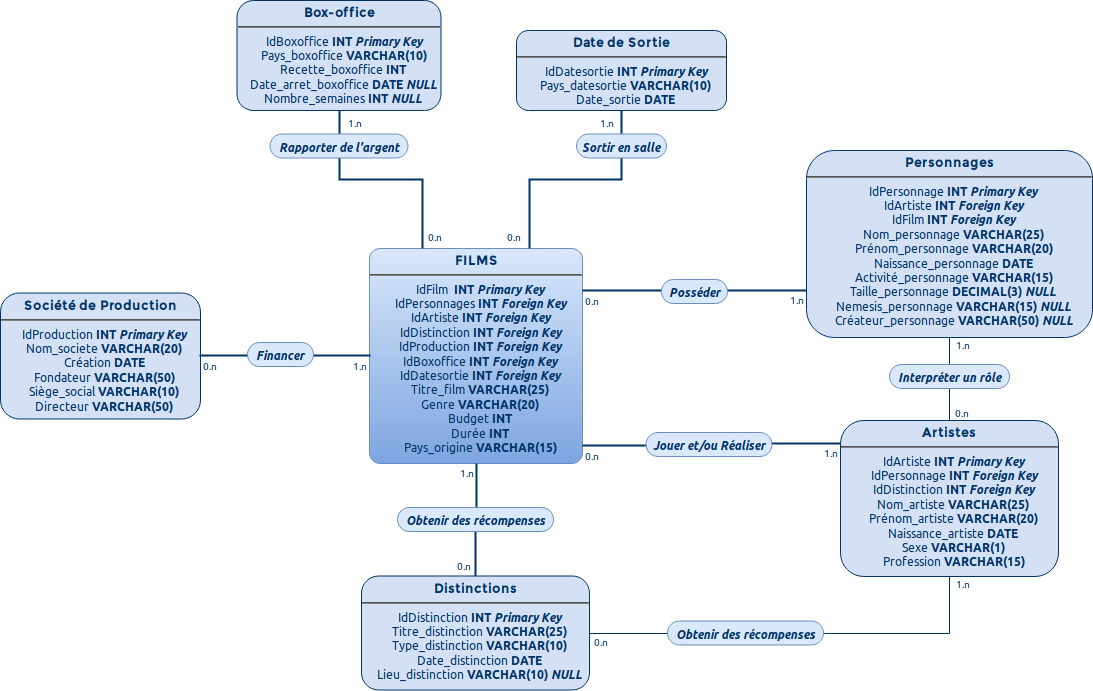 Box-office
IdBoxoffice INT Primary Key
Pays_boxoffice VARCHAR(10)
Recette_boxoffice INT
Date_arret_boxoffice DATE NULL
Nombre_semaines INT NULL
1.n
Rapporter de l'argent
0.n
Date de Sortie
IdDatesortie INT Primary Key
Pays_datesortie VARCHAR(10)
Date_sortie DATE
1.n
Sortir en salle
0.n
Personnages
IdPersonnage INT Primary Key
IdArtiste INT Foreign Key
IdFilm INT Foreign Key
Nom_personnage VARCHAR(25)
Prénom_personnage VARCHAR(20)
Naissance_personnage DATE
Activité_personnage VARCHAR(15)
Taille_personnage DECIMAL(3) NULL
Nemesis_personnage VARCHAR(15) NULL
Créateur_personnage VARCHAR(50) NULL
FILMS
IdFilm INT Primary Key
IdPersonnages INT Foreign Key
IdArtiste INT Foreign Key
IdDistinction INT Foreign Key
IdProduction INT Foreign Key
IdBoxoffice INT Foreign Key
IdDatesortie INT Foreign Key
Titre_film VARCHAR(25)
Genre VARCHAR(20)
Budget INT
Durée INT
Pays_origine VARCHAR(15)
0.n
Posséder
1.n
Société de Production
IdProduction INT Primary Key
Nom_societe VARCHAR(20)
Création DATE
Fondateur VARCHAR(50)
Siège_social VARCHAR(10)
Directeur VARCHAR(50)
0.n
Financer
1.n
1.n
Interpréter un rôle
0.n
0.n
Jouer et/ou Réaliser
1.n
Artistes
IdArtiste INT Primary Key
IdPersonnage INT Foreign Key
IdDistinction INT Foreign Key
Nom_artiste VARCHAR(25)
Prénom_artiste VARCHAR(20)
Naissance_artiste DATE
Sexe VARCHAR(1)
Profession VARCHAR(15)
1.n
Obtenir des récompenses
0.n
Distinctions
IdDistinction INT Primary Key
Titre_distinction VARCHAR(25)
Type_distinction VARCHAR(10)
Date_distinction DATE
Lieu_distinction VARCHAR(10) NULL
0.n
Obtenir des récompenses
1.n